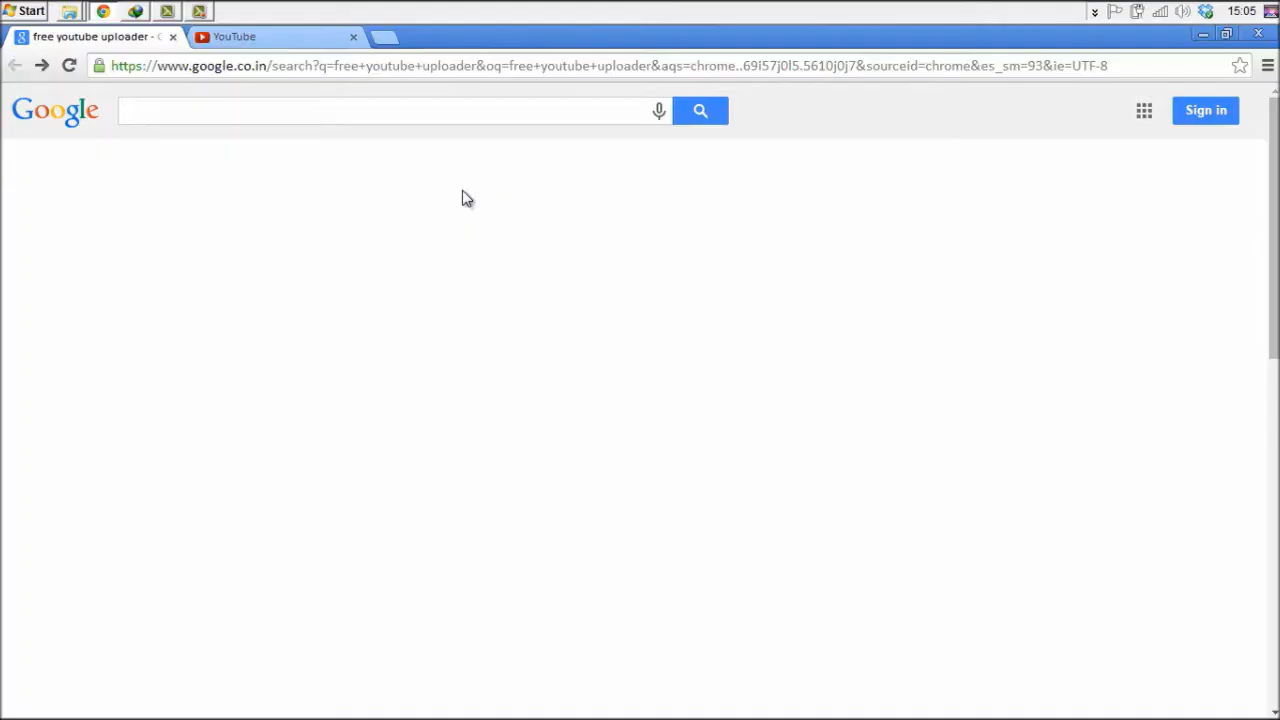 Start
15:05
free youtube uploader - G
YouTube
https://www.google.co.in/search?q=free+youtube+uploader&oq=free+youtube+uploader&aqs=chrome..69i57j0l5.5610j0j7&sourceid=chrome&es_sm=93&ie=UTF-8
Google
Sign in